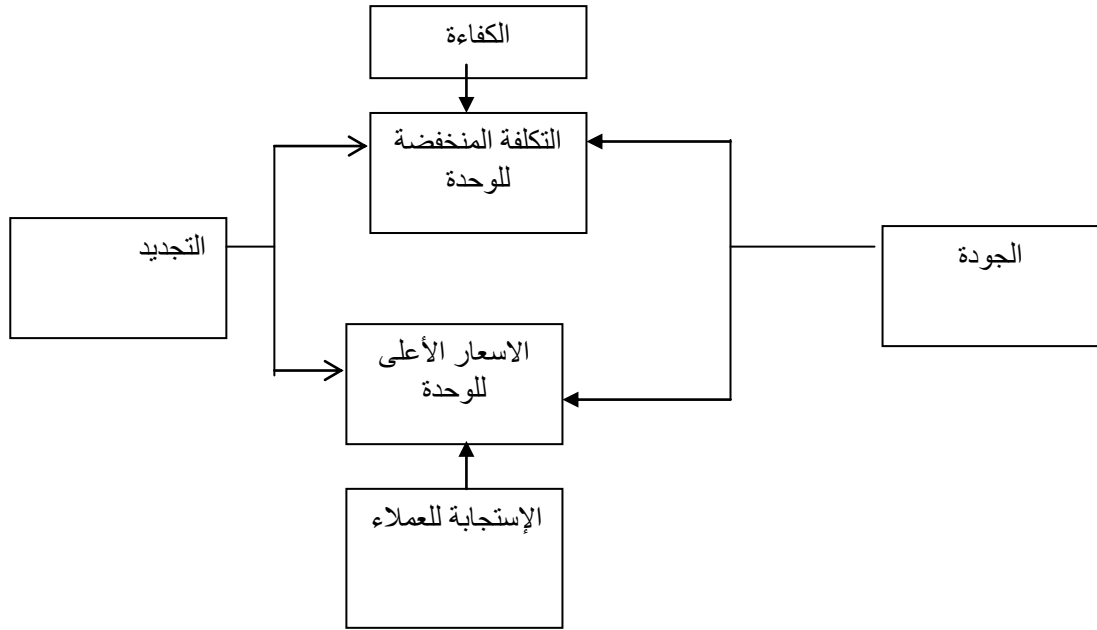 الكفاءة
التكلفة المنخفضة
للوحدة
التجديد
الجودة
الاسعار الأعلى
للوحدة
الإستجابة للعملاء